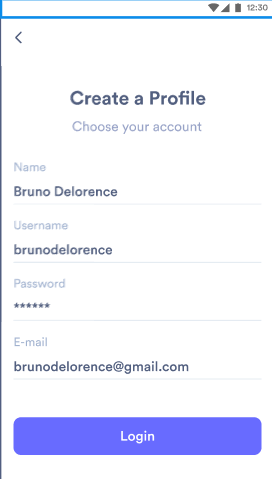 12:30
Create a Profile
Choose your account
Name
Bruno Delorence
Username
brunodelorence
Password
******
E-mail
brunodelorence@gmail.com
Login